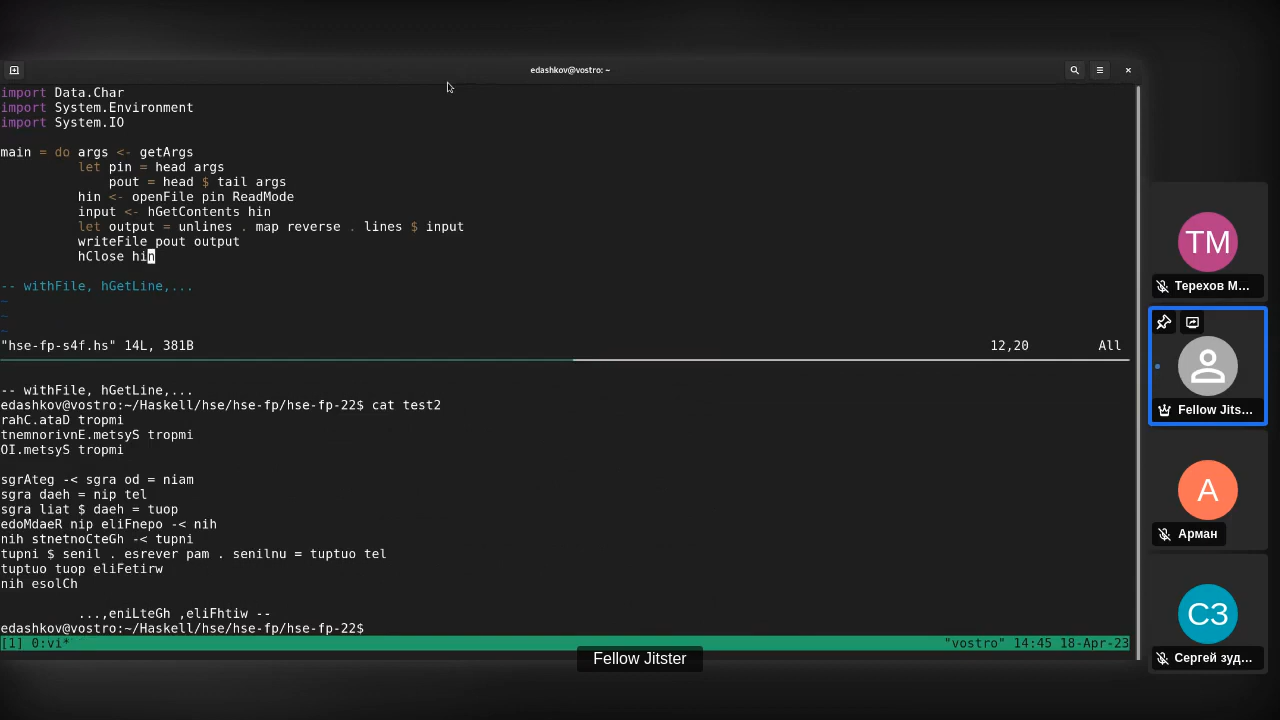 edashkov@vostro: ~
import Data.Char
import System.Environment
import System.IO
main = do args <- getArgs
let pin = head args
pout = head $ tail args
hin <- openFile pin ReadMode
input <- hGetContents hin
let output = unlines . map reverse . lines $ input
writeFile pout output
hClose hin
-- withFile, hGetLine,...
~
~
~
"hse-fp-s4f.hs" 14L, 381B 12,20 All
-- withFile, hGetLine,...
edashkov@vostro:~/Haskell/hse/hse-fp/hse-fp-22$ cat test2
rahC.ataD tropmi
tnemnorivnE.metsyS tropmi
OI.metsyS tropmi
sgrAteg -< sgra od = niam
sgra daeh = nip tel
sgra liat $ daeh = tuop
edoMdaeR nip eliFnepo -< nih
nih stnetnoCteGh -< tupni
tupni $ senil . esrever pam . senilnu = tuptuo tel
tuptuo tuop eliFetirw
nih esolCh
...,eniLteGh ,eliFhtiw --
edashkov@vostro:~/Haskell/hse/hse-fp/hse-fp-22$
[1] 0:vi* "vostro" 14:45 18-Apr-23
Fellow Jitster
TM
Терехов М...
Fellow Jits...
A
Арман
СЗ
Сергей зуд...